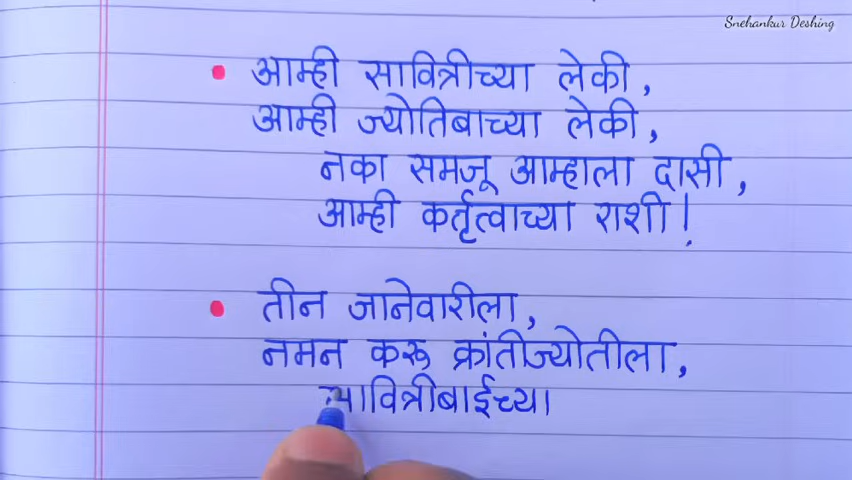 Snehankur Deshing
आम्ही सावित्रीच्या लेकी,
आम्ही ज्योतिबाच्या लेकी,
नका समजू आम्हाला दासी,
आम्ही कर्तृत्वाच्या राशी!
तीन जानेवारीला,
नमन करू क्रांतीज्योतीला,
सावित्रीबाईच्या